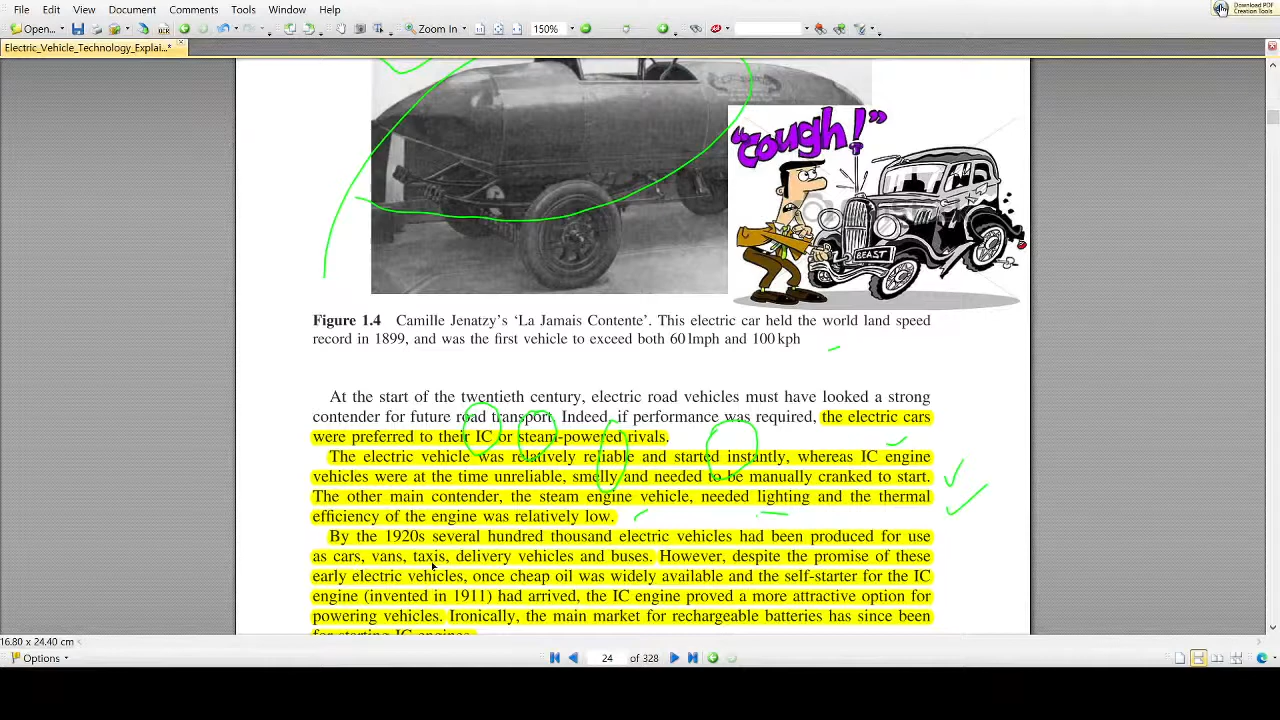 File Edit View Comments Tools Window Help
Download PDF
Creation Tools
Open...
OCR
Zoom In
150%
Electric_Vehicle_Technology_Explai...*
"cough!"
BEAST
Figure 1.4 Camille Jenatzy's 'La Jamais Contente'. This electric car held the world land speed
record in 1899, and was the first vehicle to exceed both 60 lmph and 100 kph
At the start of the twentieth century, electric road vehicles must have looked a strong
contender for future road transport. Indeed, if performance was required, the electric cars
were preferred to their IC or steam-powered rivals.
The electric vehicle was relatively reliable and started instantly, whereas IC engine
vehicles were at the time unreliable, smelly and needed to be manually cranked to start.
The other main contender, the steam engine vehicle, needed lighting and the thermal
efficiency of the engine was relatively low.
By the 1920s several hundred thousand electric vehicles had been produced for use
as cars, vans, taxis, delivery vehicles and buses. However, despite the promise of these
early electric vehicles, once cheap oil was widely available and the self-starter for the IC
engine (invented in 1911) had arrived, the IC engine proved a more attractive option for
powering vehicles. Ironically, the main market for rechargeable batteries has since been
for starting IC engines.
16.80 x 24.40 cm
Options
24 of 328